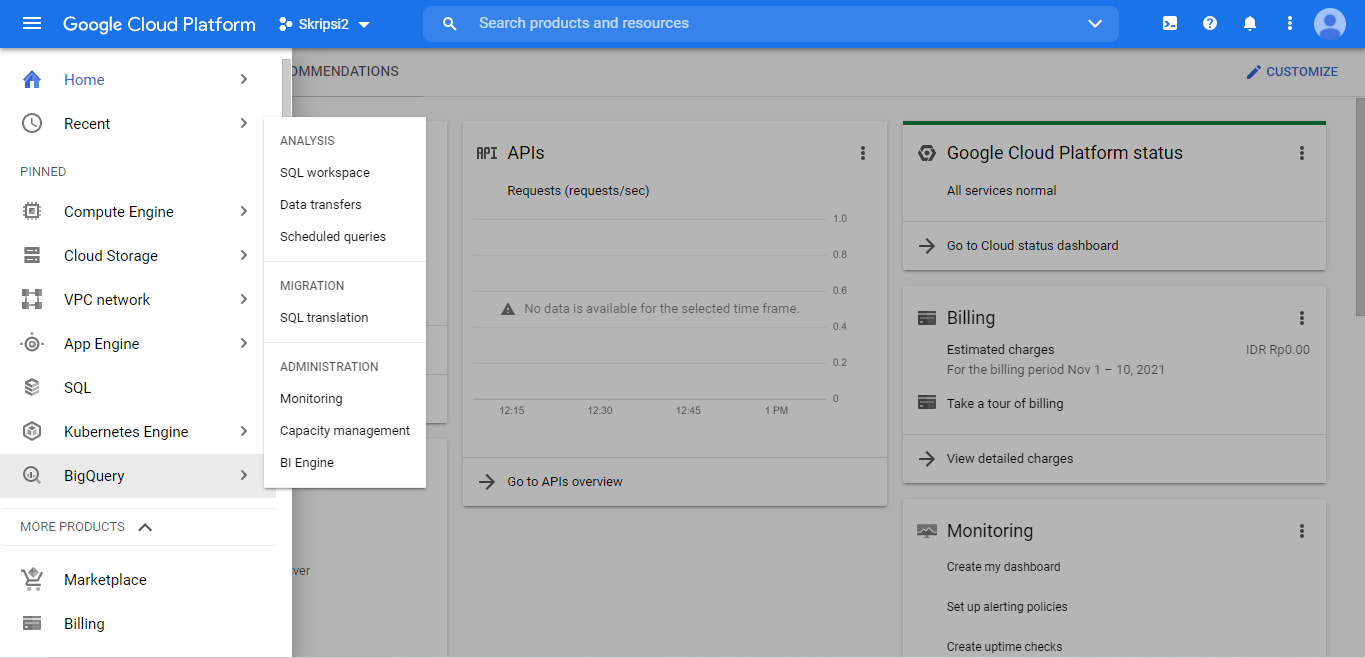 Google Cloud Platform
Skripsi2
Search products and resources
Home
Recent
PINNED
Compute Engine
Cloud Storage
VPC network
App Engine
SQL
Kubernetes Engine
BigQuery
MORE PRODUCTS
Marketplace
Billing
ANALYSIS
SQL workspace
Data transfers
Scheduled queries
MIGRATION
SQL translation
ADMINISTRATION
Monitoring
Capacity management
BI Engine
OMMENDATIONS
CUSTOMIZE
ver
API APIs
Requests (requests/sec)
1.0
0.8
0.6
No data is available for the selected time frame.
0.4
0.2
0
12:15 12:30 12:45 1 PM
Go to APIs overview
Google Cloud Platform status
All services normal
Go to Cloud status dashboard
Billing
Estimated charges IDR Rp0.00
For the billing period Nov 1 – 10, 2021
Take a tour of billing
View detailed charges
Monitoring
Create my dashboard
Set up alerting policies
Create uptime checks